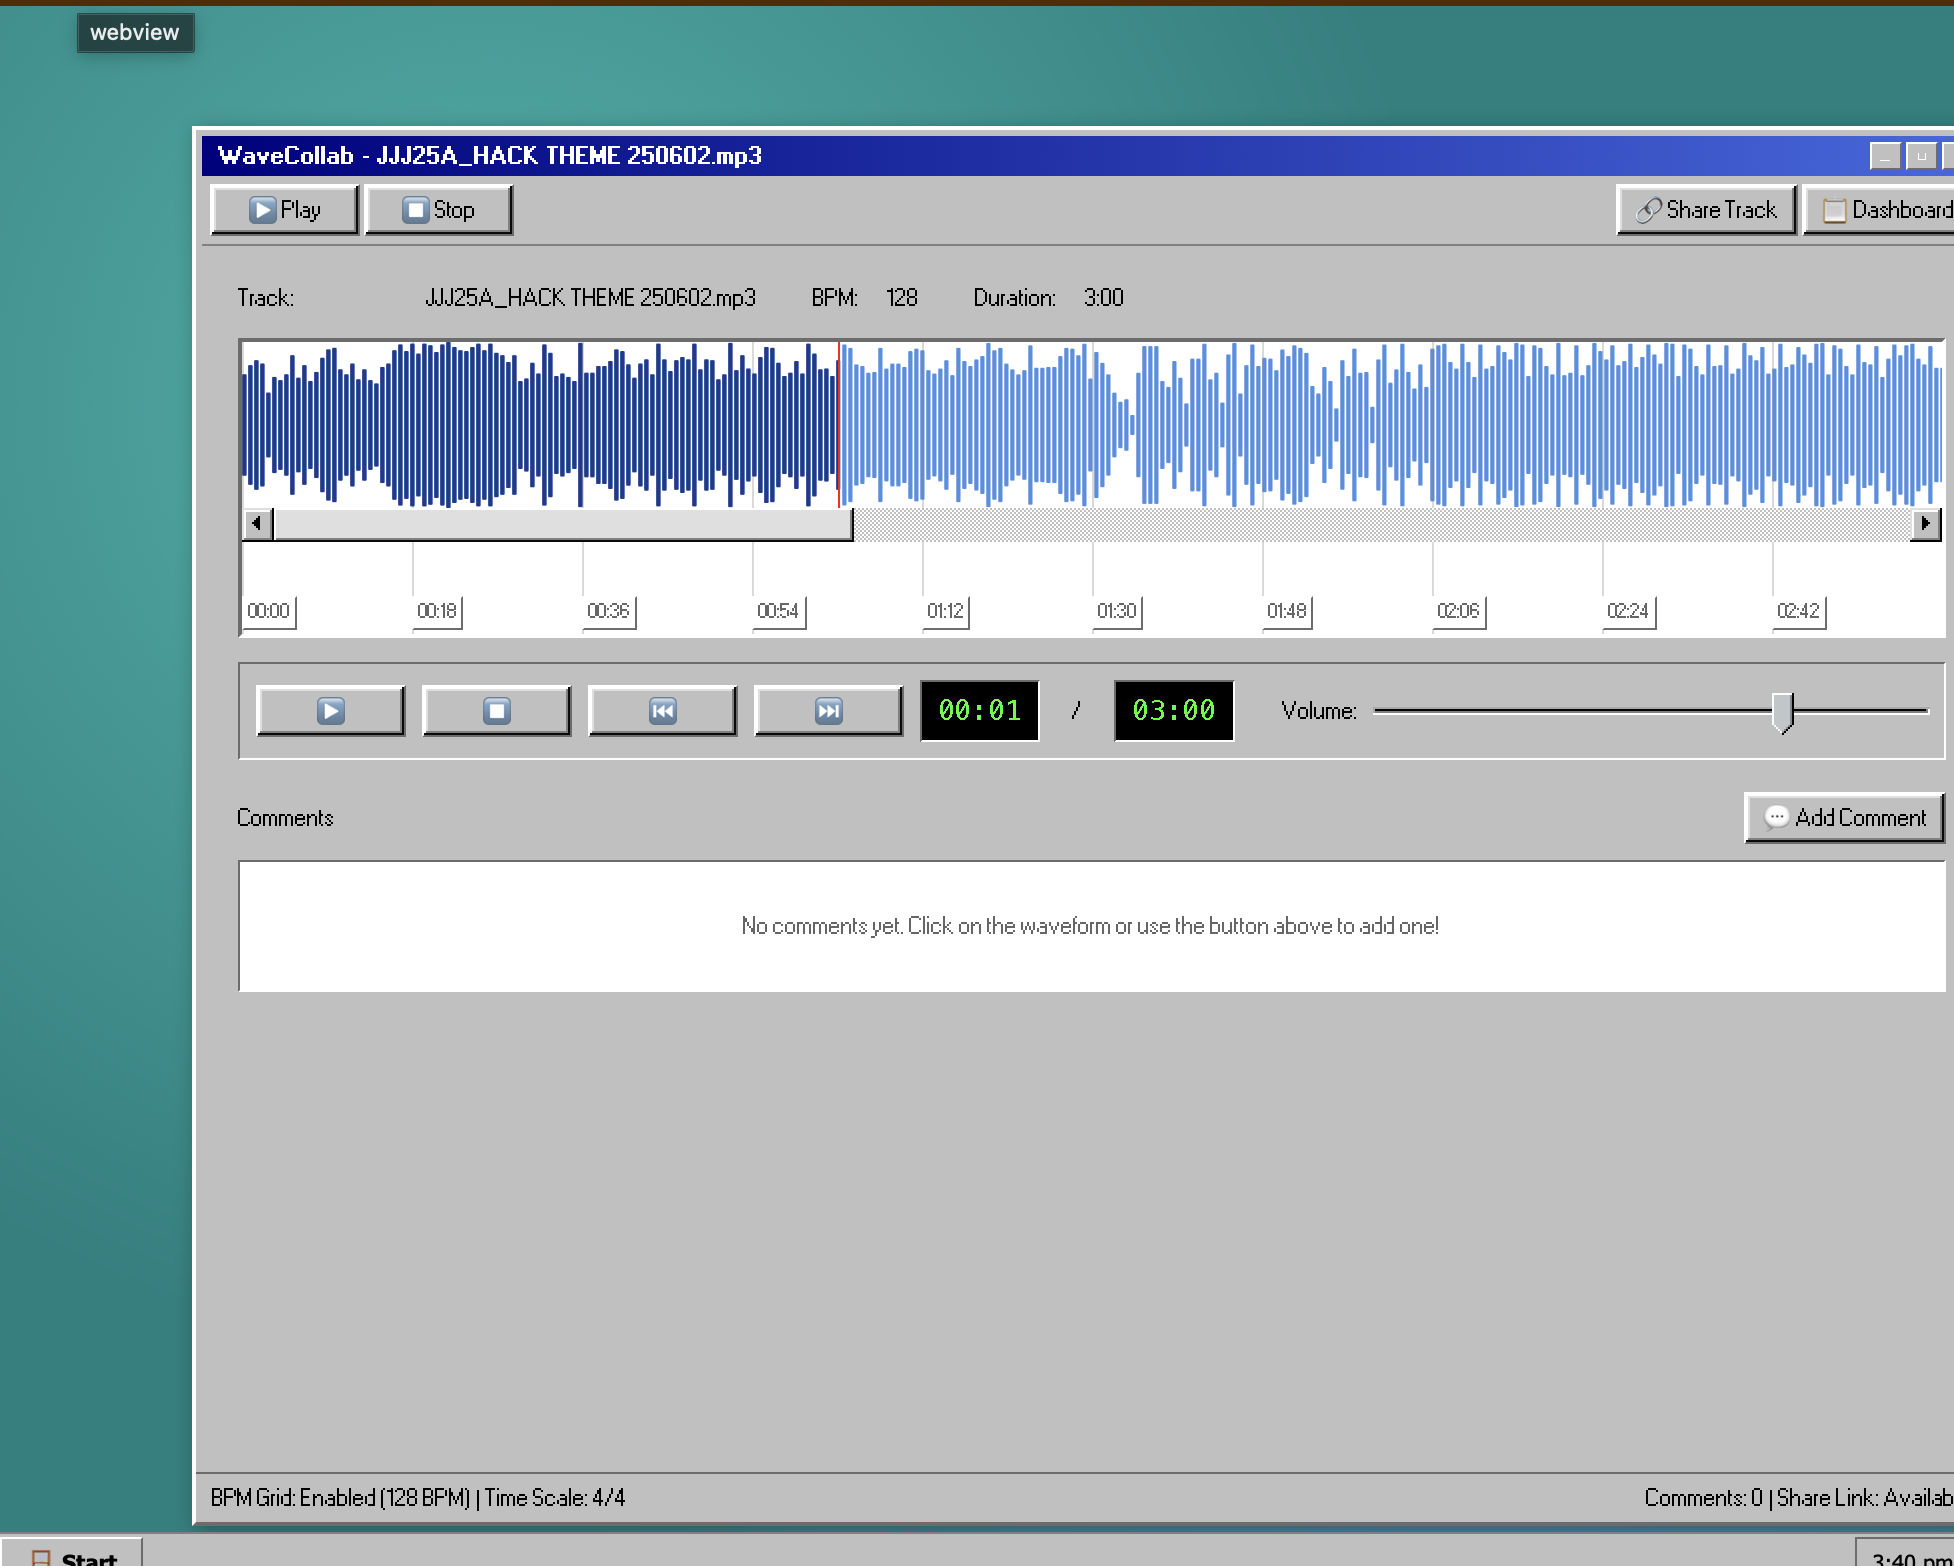 webview
WaveCollab - JJJ25A_HACK THEME 250602.mp3
Play
Stop
Share Track
Dashboard
Track: JJJ25A_HACK THEME 250602.mp3 BPM: 128 Duration: 3:00
00:00 00:18 00:36 00:54 01:12 01:30 01:48 02:06 02:24 02:42
00:01 / 03:00 Volume:
Comments
Add Comment
No comments yet. Click on the waveform or use the button above to add one!
BPM Grid: Enabled (128 BPM) | Time Scale: 4/4
Comments: 0 | Share Link: Availab
Start
3:40 pm